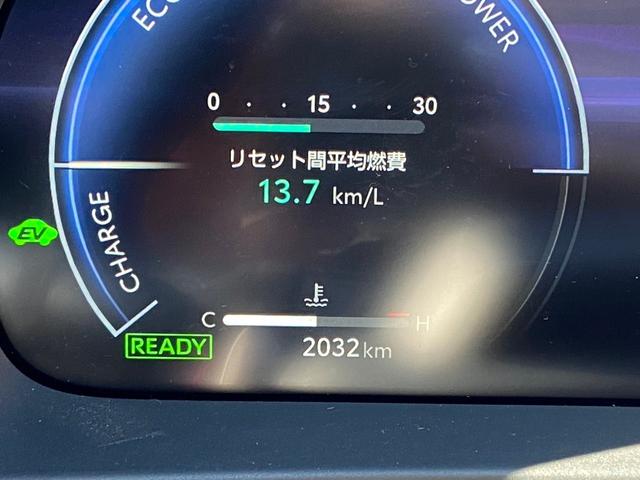 ECO
POWER
0 · · 15 · · 30
リセット間平均燃費
13.7 km/L
EV
CHARGE
C H
READY
2032 km